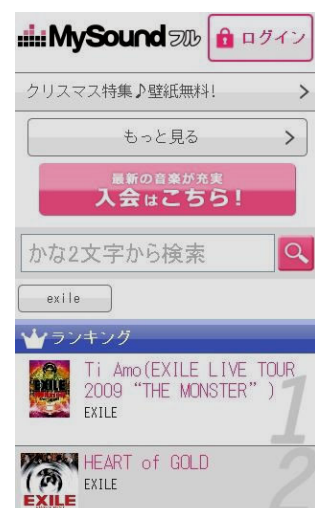 MySoundフル
ログイン
クリスマス特集♪壁紙無料!
もっと見る
最新の音楽が充実
入会はこちら!
かな2文字から検索
exile
ランキング
Ti Amo(EXILE LIVE TOUR
2009 “THE MONSTER” )
EXILE
1
HEART of GOLD
EXILE
2
EXILE